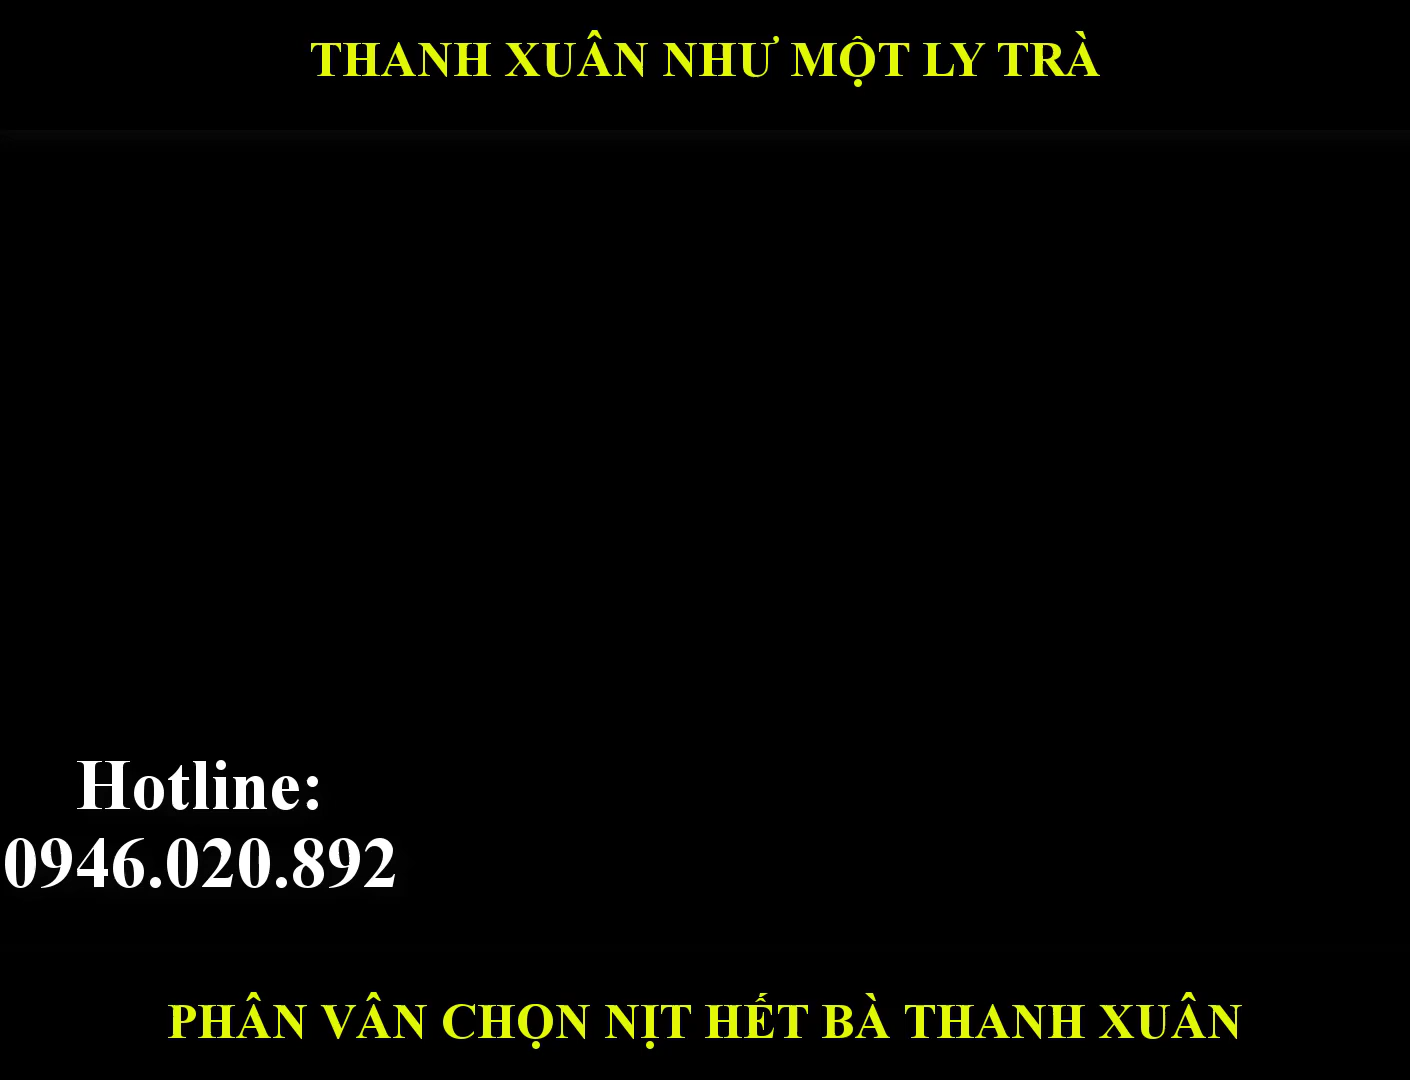 THANH XUÂN NHƯ MỘT LY TRÀ
Hotline:
0946.020.892
PHÂN VÂN CHỌN NỊT HẾT BÀ THANH XUÂN